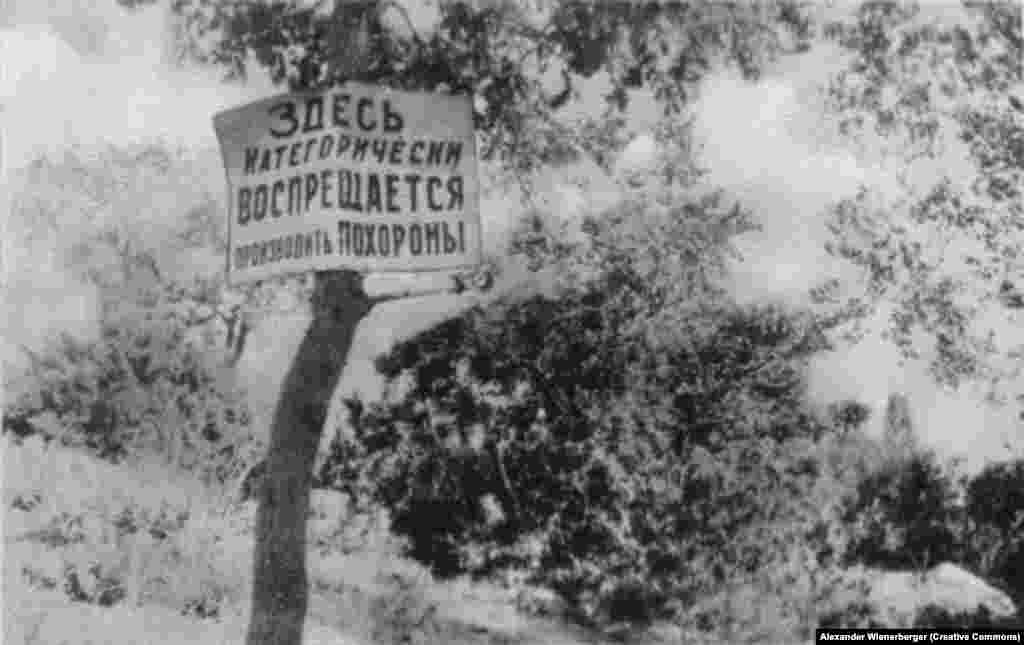 ЗДЕСЬ
КАТЕГОРИЧЕСКИ
ВОСПРЕЩАЕТСЯ
ПРОИЗВОДИТЬ ПОХОРОНЫ
Alexander Wienerberger (Creative Commons)